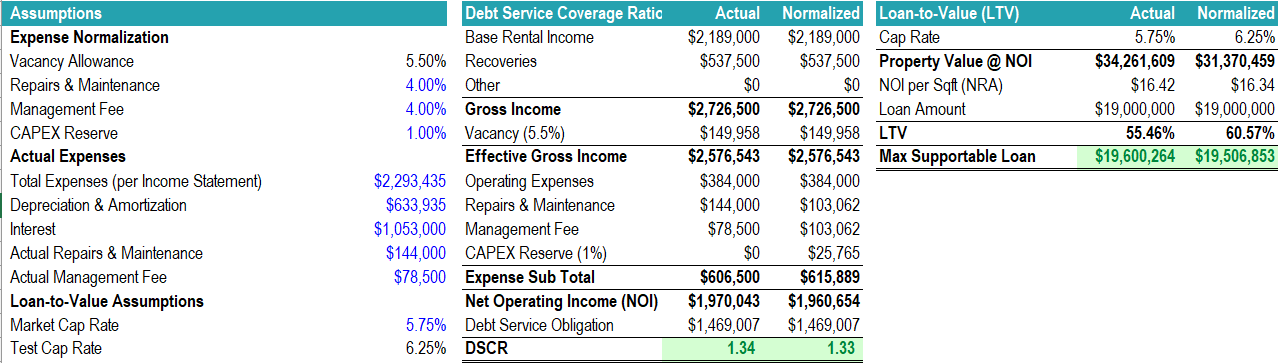 Assumptions
Expense Normalization
Vacancy Allowance 5.50%
Repairs & Maintenance 4.00%
Management Fee 4.00%
CAPEX Reserve 1.00%
Actual Expenses
Total Expenses (per Income Statement) $2,293,435
Depreciation & Amortization $633,935
Interest $1,053,000
Actual Repairs & Maintenance $144,000
Actual Management Fee $78,500
Loan-to-Value Assumptions
Market Cap Rate 5.75%
Test Cap Rate 6.25%
Debt Service Coverage Ratio Actual Normalized
Base Rental Income $2,189,000 $2,189,000
Recoveries $537,500 $537,500
Other $0 $0
Gross Income $2,726,500 $2,726,500
Vacancy (5.5%) $149,958 $149,958
Effective Gross Income $2,576,543 $2,576,543
Operating Expenses $384,000 $384,000
Repairs & Maintenance $144,000 $103,062
Management Fee $78,500 $103,062
CAPEX Reserve (1%) $0 $25,765
Expense Sub Total $606,500 $615,889
Net Operating Income (NOI) $1,970,043 $1,960,654
Debt Service Obligation $1,469,007 $1,469,007
DSCR 1.34 1.33
Loan-to-Value (LTV) Actual Normalized
Cap Rate 5.75% 6.25%
Property Value @ NOI $34,261,609 $31,370,459
NOI per Sqft (NRA) $16.42 $16.34
Loan Amount $19,000,000 $19,000,000
LTV 55.46% 60.57%
Max Supportable Loan $19,600,264 $19,506,853